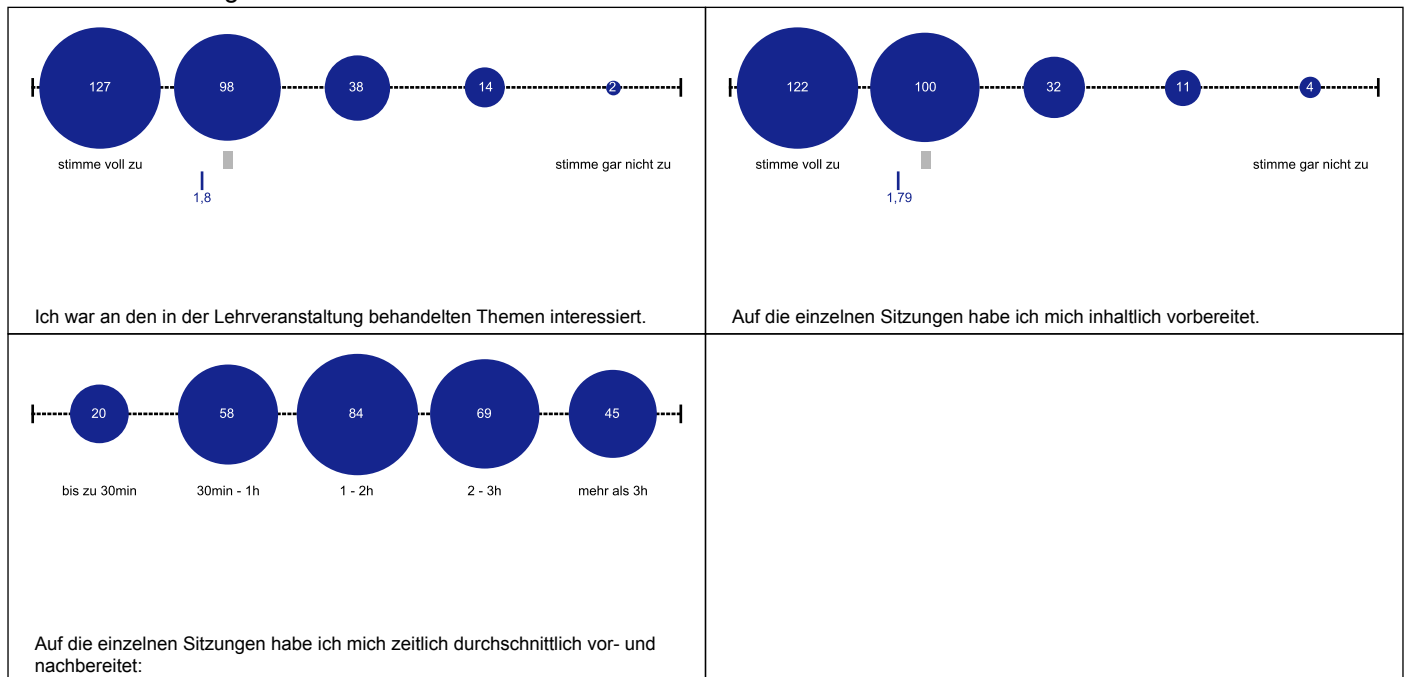 127 98 38 14 2
stimme voll zu stimme gar nicht zu
1,8
Ich war an den in der Lehrveranstaltung behandelten Themen interessiert.
122 100 32 11 4
stimme voll zu stimme gar nicht zu
1,79
Auf die einzelnen Sitzungen habe ich mich inhaltlich vorbereitet.
20 58 84 69 45
bis zu 30min 30min - 1h 1 - 2h 2 - 3h mehr als 3h
Auf die einzelnen Sitzungen habe ich mich zeitlich durchschnittlich vor- und
nachbereitet: